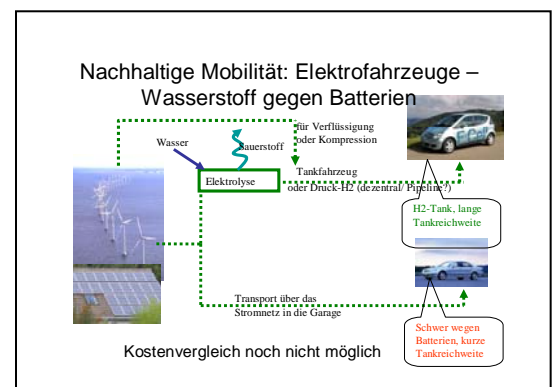 Nachhaltige Mobilität: Elektrofahrzeuge –
Wasserstoff gegen Batterien
für Verflüssigung
oder Kompression
Wasser
Sauerstoff
Elektrolyse
Tankfahrzeug
oder Druck-H2 (dezentral/ Pipeline?)
H2-Tank, lange
Tankreichweite
Transport über das
Stromnetz in die Garage
Schwer wegen
Batterien, kurze
Tankreichweite
Kostenvergleich noch nicht möglich